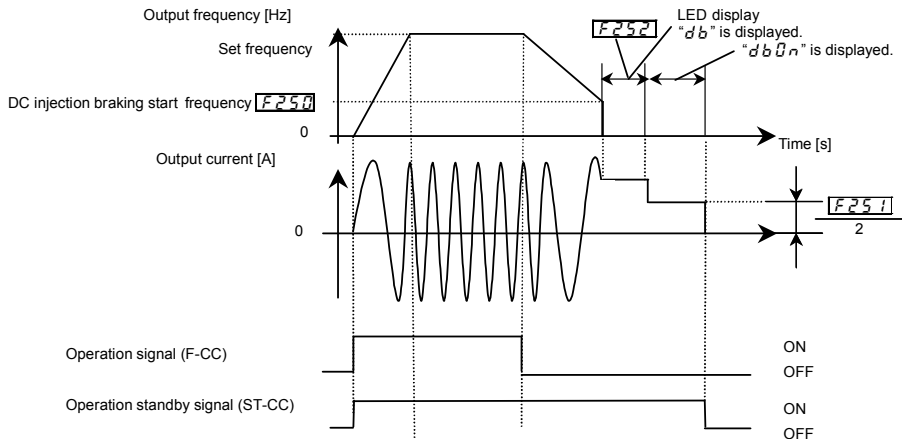 Output frequency [Hz]
LED display
F252
"db" is displayed.
Set frequency
"dbOn" is displayed.
DC injection braking start frequency F250
0
Time [s]
Output current [A]
F251
2
0
Operation signal (F-CC)
ON
OFF
Operation standby signal (ST-CC)
ON
OFF